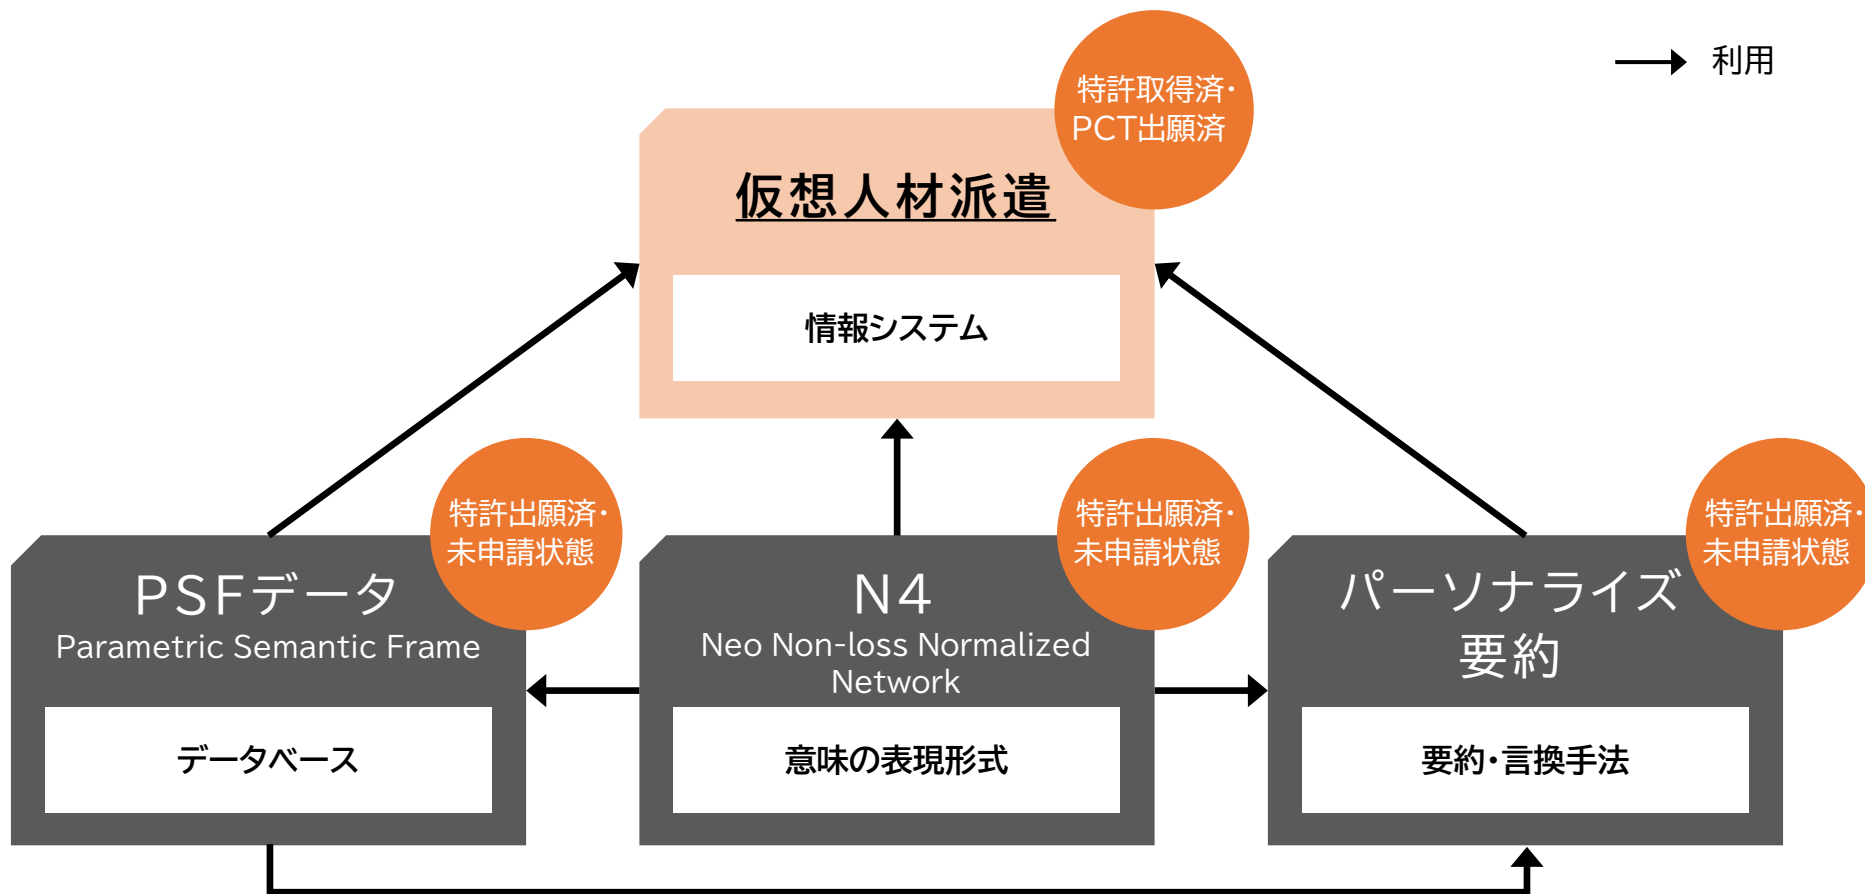 利用
特許取得済・
PCT出願済
仮想人材派遣
情報システム
特許出願済・
未申請状態
PSFデータ
Parametric Semantic Frame
データベース
特許出願済・
未申請状態
N4
Neo Non-loss Normalized
Network
意味の表現形式
特許出願済・
未申請状態
パーソナライズ
要約
要約・言換手法